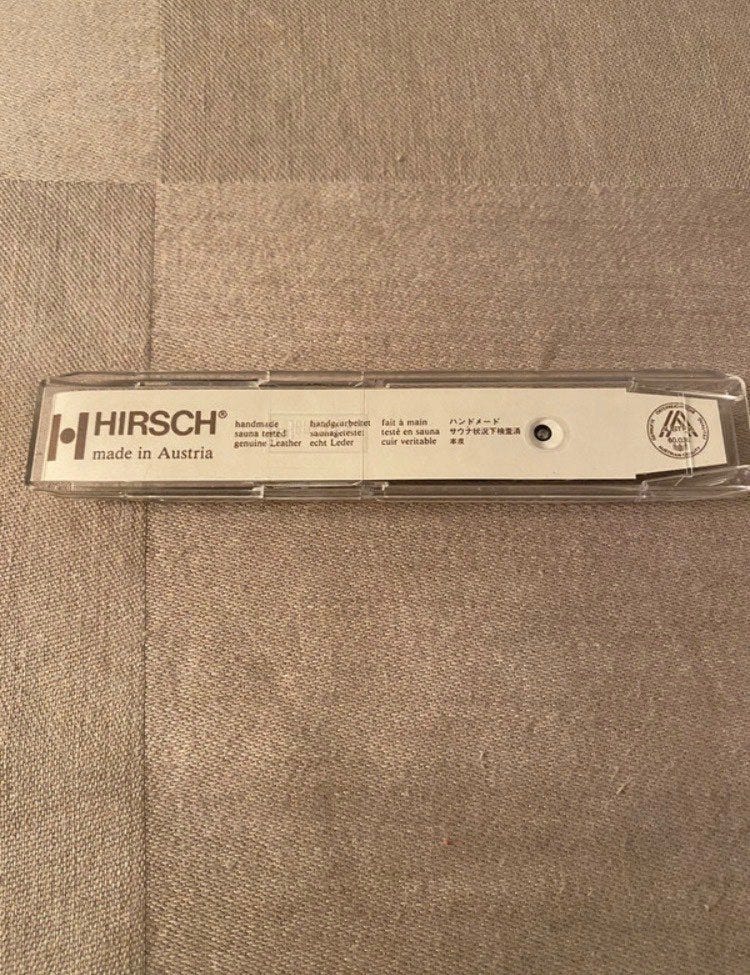 HIRSCH®
made in Austria
handmade
sauna tested
genuine Leather
handgearbeitet
saunagetestet
echt Leder
fait à main
testé en sauna
cuir veritable
ハンドメード
サウナ状況下検査済
本皮